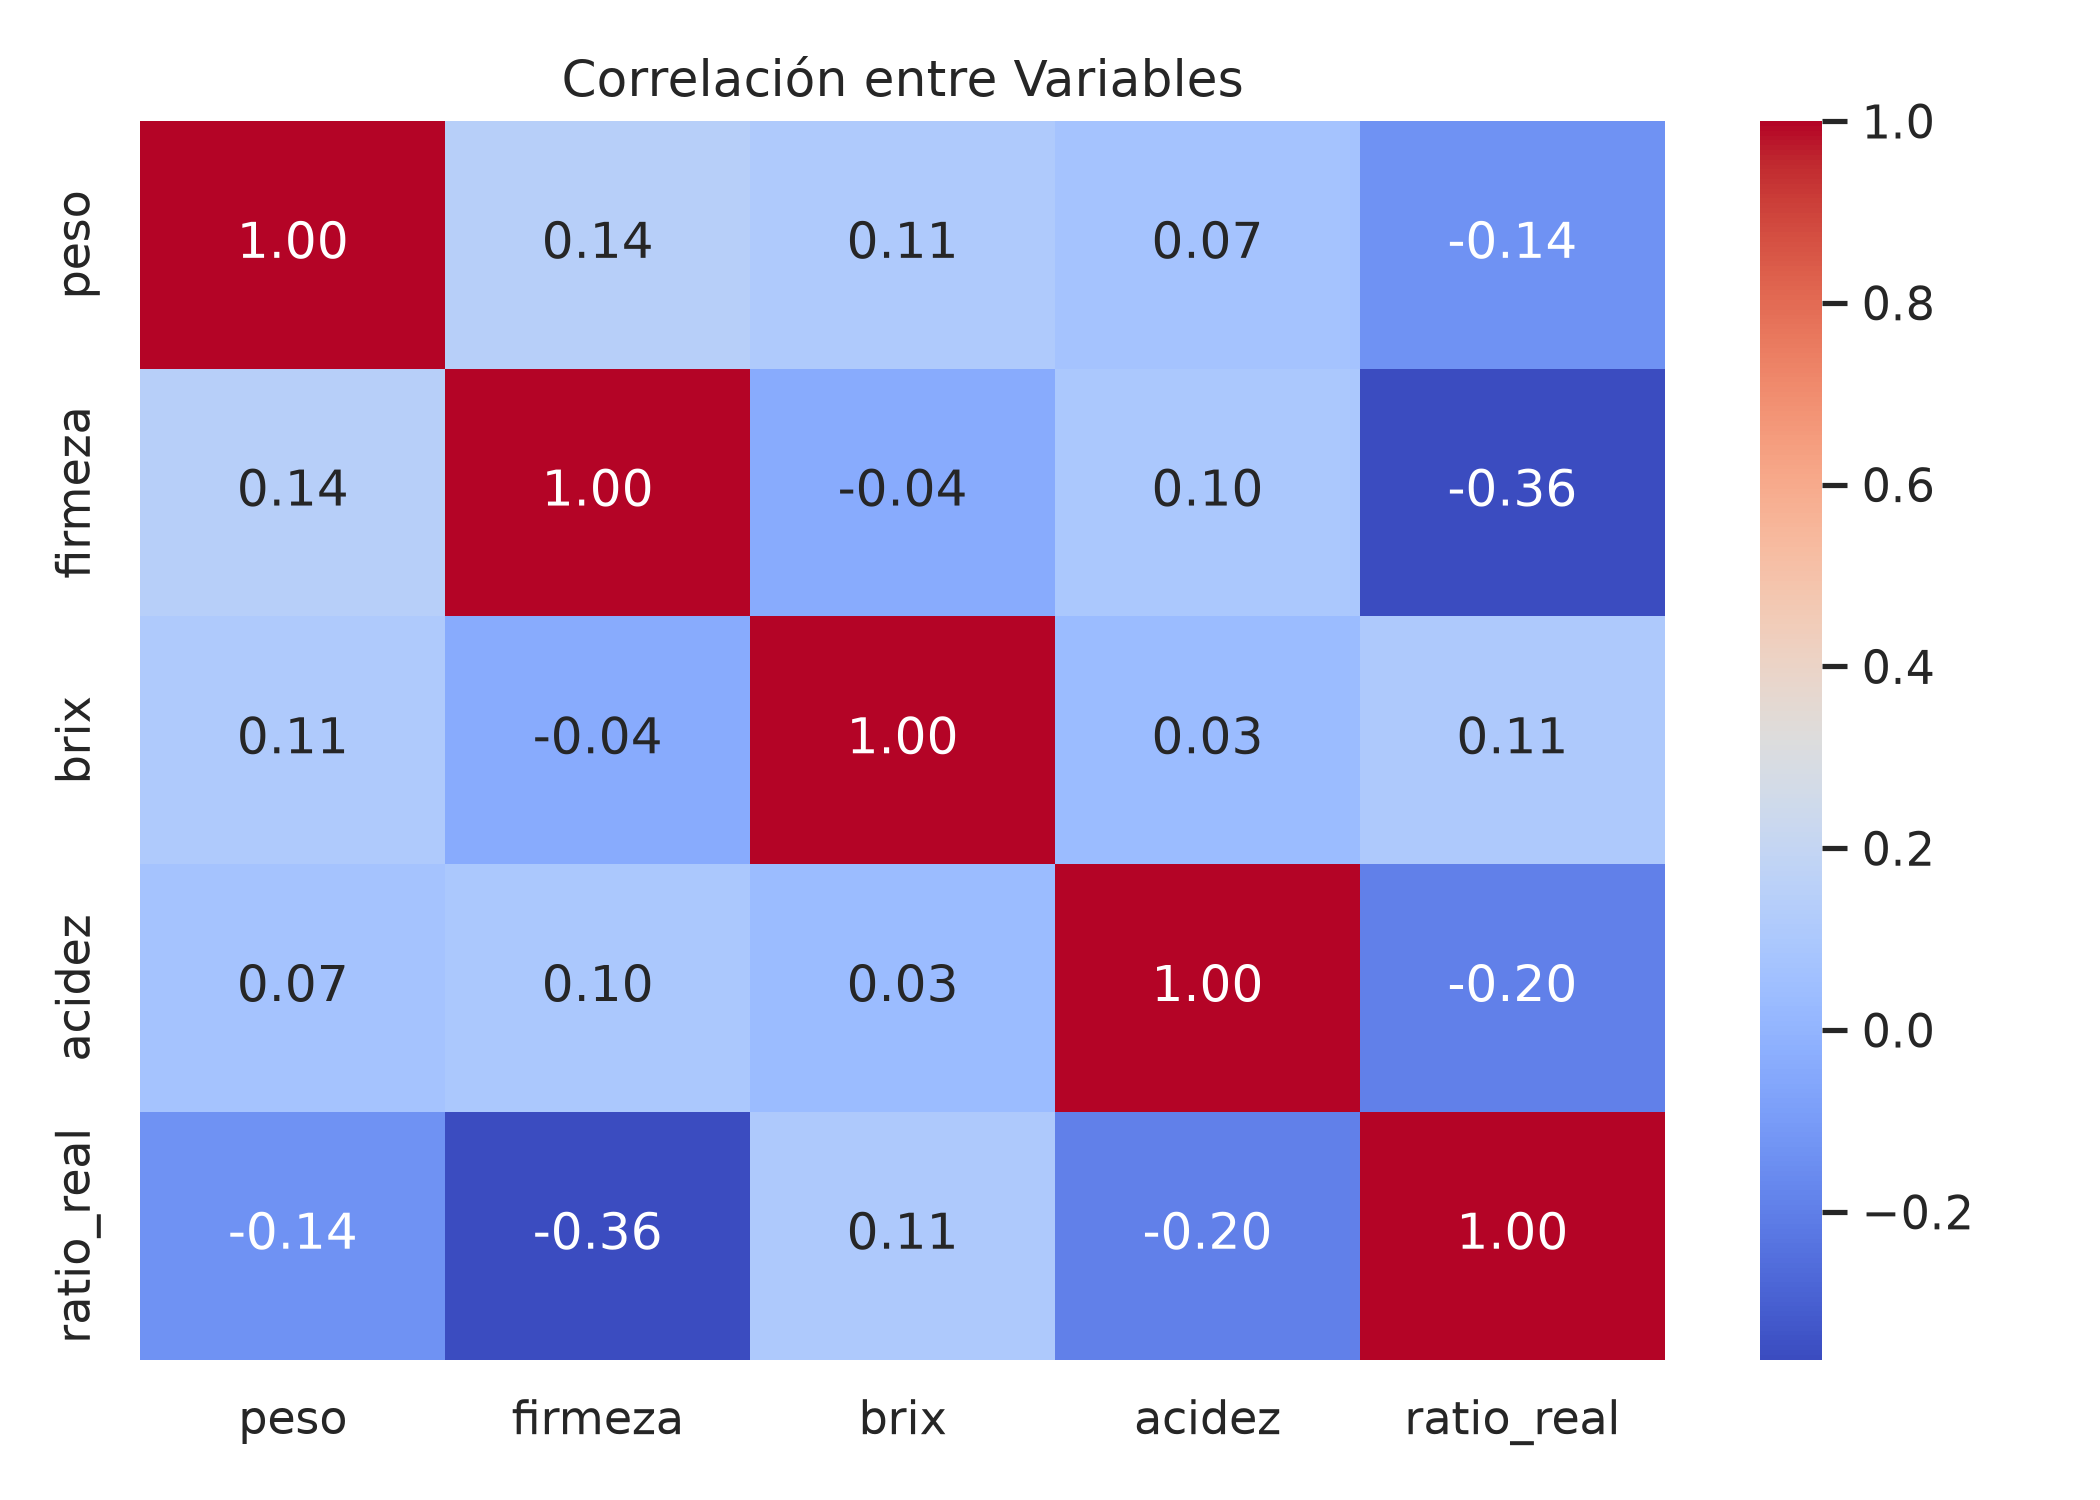 Correlación entre Variables
peso 1.00 0.14 0.11 0.07 -0.14
firmeza 0.14 1.00 -0.04 0.10 -0.36
brix 0.11 -0.04 1.00 0.03 0.11
acidez 0.07 0.10 0.03 1.00 -0.20
ratio_real -0.14 -0.36 0.11 -0.20 1.00
peso firmeza brix acidez ratio_real
1.0
0.8
0.6
0.4
0.2
0.0
−0.2